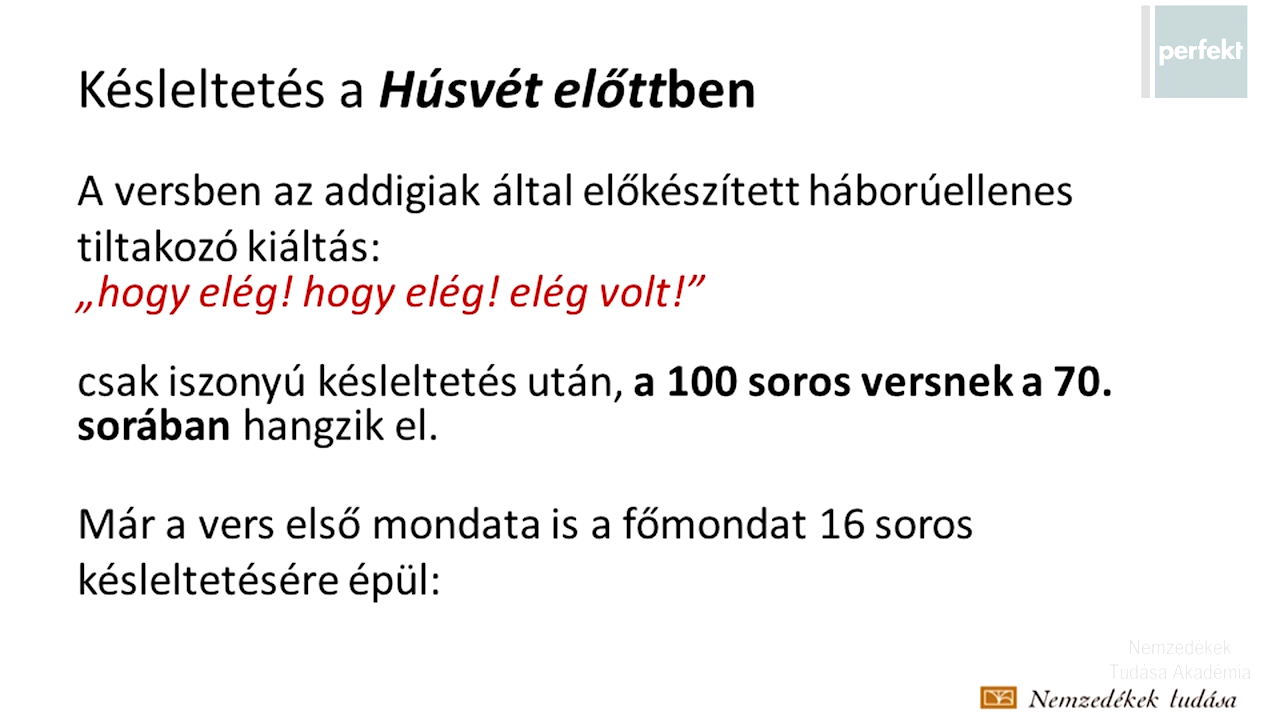 perfekt
Késleltetés a Húsvét előttben
A versben az addigiak által előkészített háborúellenes
tiltakozó kiáltás:
„hogy elég! hogy elég! elég volt!”
csak iszonyú késleltetés után, a 100 soros versnek a 70.
sorában hangzik el.
Már a vers első mondata is a főmondat 16 soros
késleltetésére épül:
Nemzedékek
Tudása Akadémia
Nemzedékek tudása